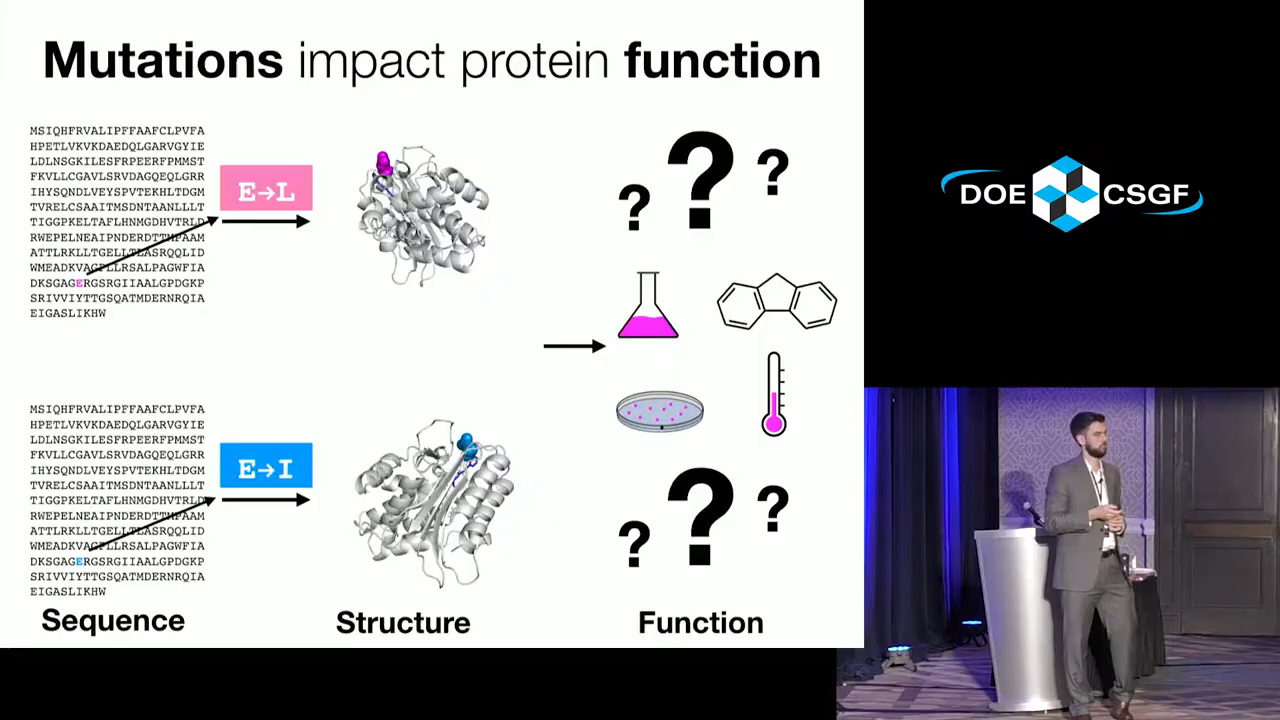 Mutations impact protein function
MSIQHFRVALIPFFAAFCLPVFA
HPETLVKVKDAEDQLGARVGYIE
LDLNSGKILESFRPEERFPMMST
FKVLLCGAVLSRVDAGQEQLGRR
IHYSQNDLVEYSPVTEKHLTDGM
TVRELCSAAITMSDNTAANLLLT
TIGGPKELTAFLHNMGDHVTRLD
RWEPELNEAIPNDERDTTMPAAM
ATTLRKLLTGELLTLASRQQLID
WMEADKVAGPLLRSALPAGWFIA
DKSGAGERGSRGIIAALGPDGKP
SRIVVIYTTGSQATMDERNRQIA
EIGASLIKHW
E→L
? ? ?
MSIQHFRVALIPFFAAFCLPVFA
HPETLVKVKDAEDQLGARVGYIE
LDLNSGKILESFRPEERFPMMST
FKVLLCGAVLSRVDAGQEQLGRR
IHYSQNDLVEYSPVTEKHLTDGM
TVRELCSAAITMSDNTAANLLLT
TIGGPKELTAFLHNMGDHVTRLD
RWEPELNEAIPNDERDTTMPAAM
ATTLRKLLTGELLTLASRQQLID
WMEADKVAGPLLRSALPAGWFIA
DKSGAGERGSRGIIAALGPDGKP
SRIVVIYTTGSQATMDERNRQIA
EIGASLIKHW
E→I
? ? ?
Sequence
Structure
Function
DOE CSGF